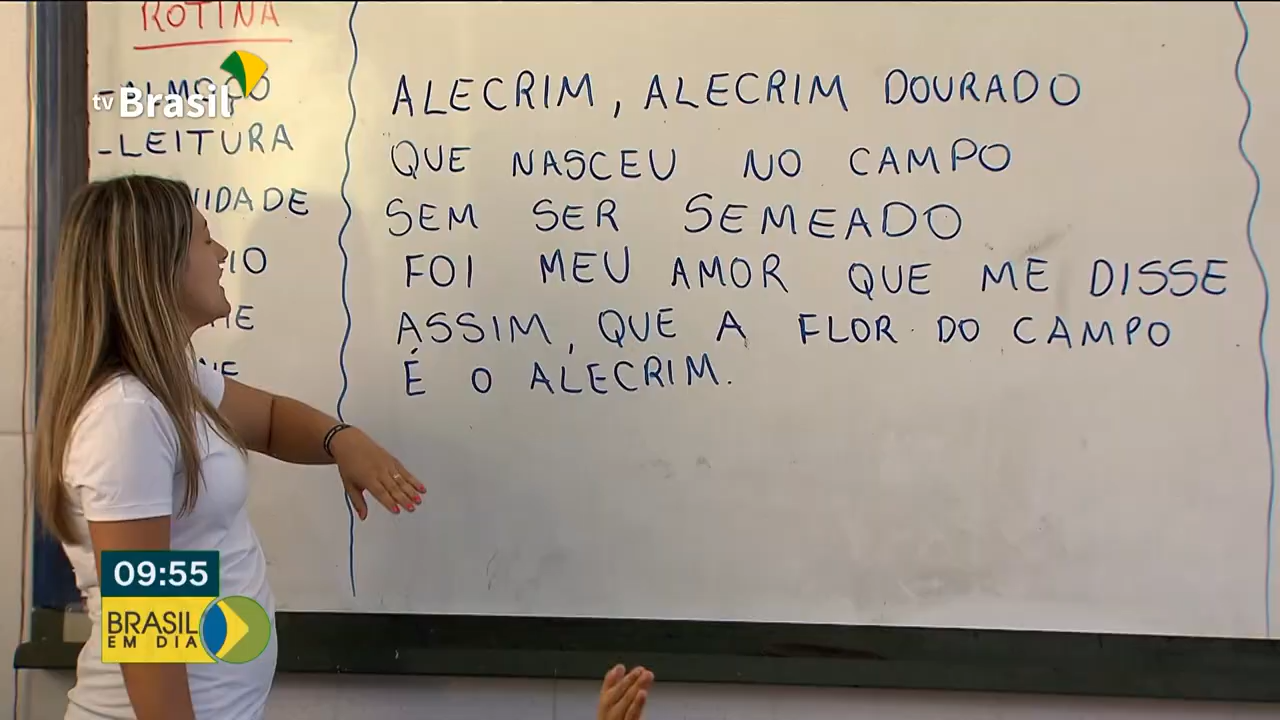 ROTINA
-ALMOÇO
tv Brasil
-LEITURA
ALECRIM, ALECRIM DOURADO
QUE NASCEU NO CAMPO
SEM SER SEMEADO
FOI MEU AMOR QUE ME DISSE
ASSIM, QUE A FLOR DO CAMPO
É O ALECRIM.
09:55
BRASIL
EM DIA